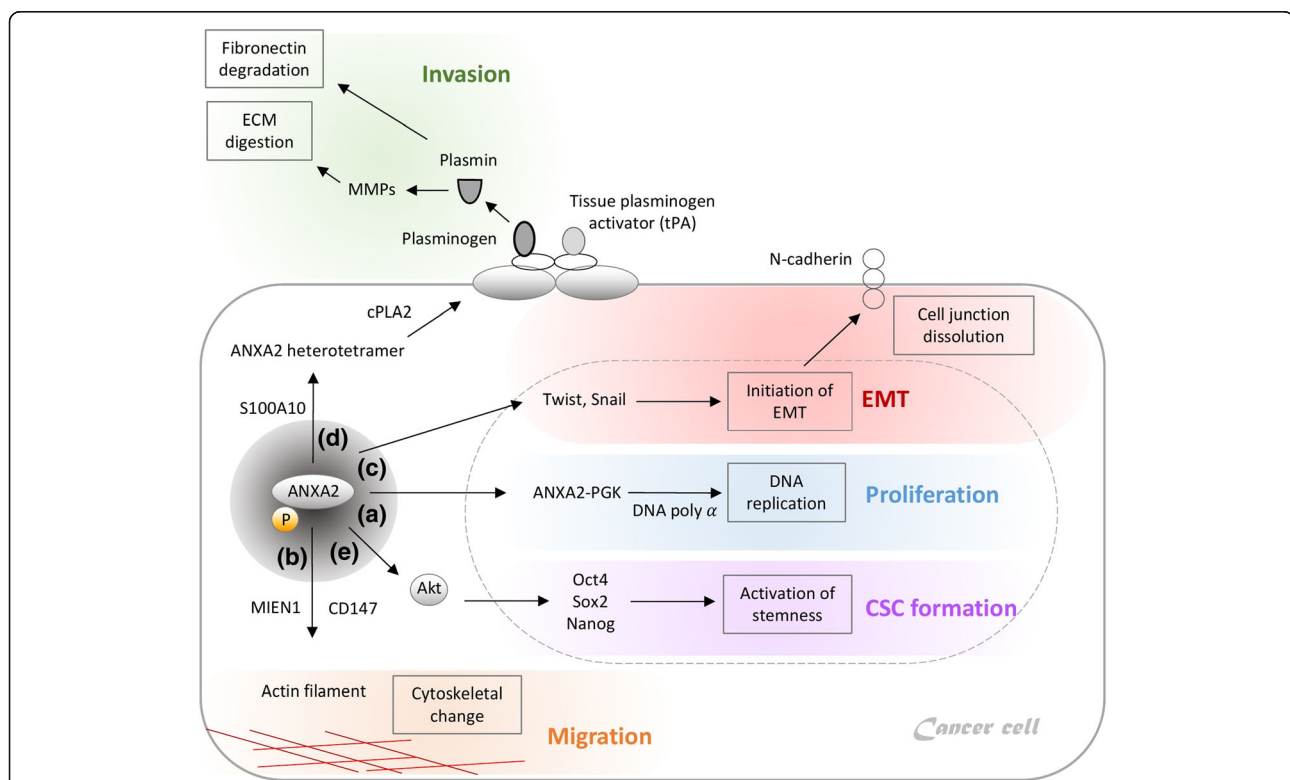 Fibronectin
degradation
Invasion
ECM
digestion
Plasmin
MMPs
Tissue plasminogen
activator (tPA)
Plasminogen
N-cadherin
cPLA2
Cell junction
dissolution
ANXA2 heterotetramer
Twist, Snail
Initiation of
EMT
EMT
S100A10
(d)
(c)
ANXA2
P
(a)
(b)
(e)
ANXA2-PGK
DNA poly α
DNA
replication
Proliferation
MIEN1
CD147
Akt
Oct4
Sox2
Nanog
Activation of
stemness
CSC formation
Actin filament
Cytoskeletal
change
Migration
Cancer cell